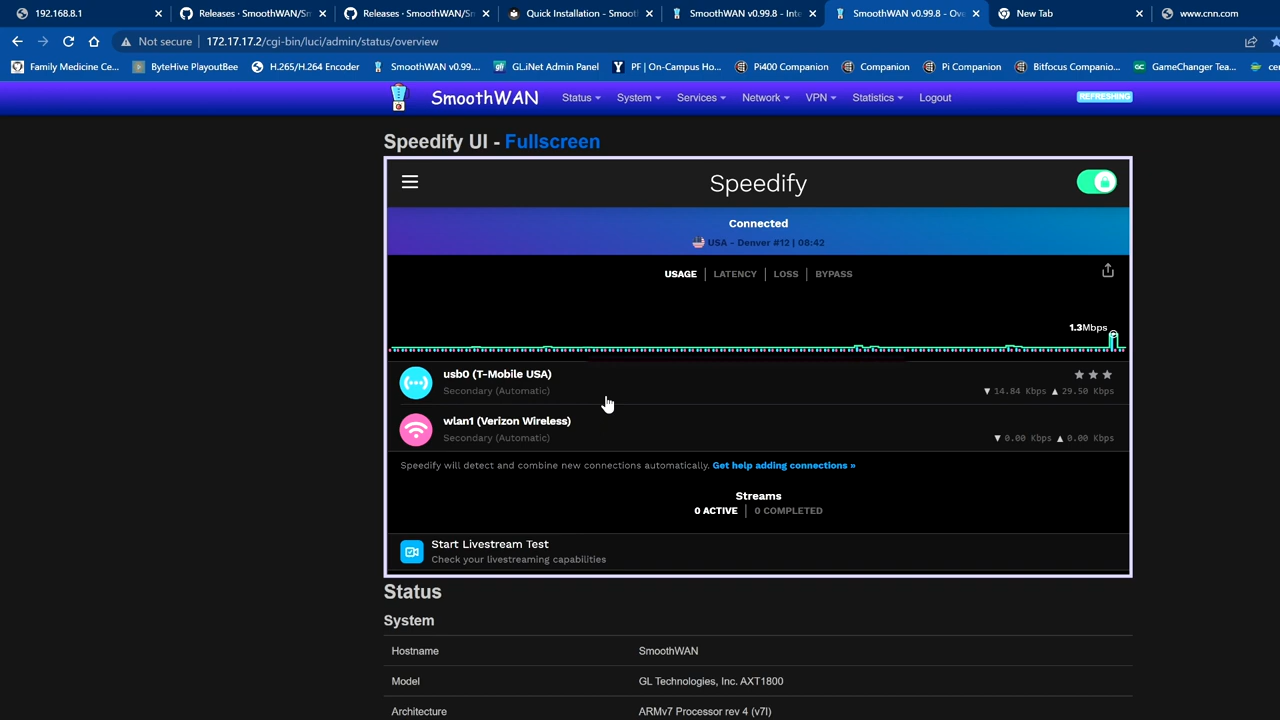 192.168.8.1
Releases · SmoothWAN/Sm
Releases · SmoothWAN/Sm
Quick Installation - Smooth
SmoothWAN v0.99.8 - Inte
SmoothWAN v0.99.8 - Ove
New Tab
www.cnn.com
Not secure | 172.17.17.2/cgi-bin/luci/admin/status/overview
Family Medicine Ce...
ByteHive PlayoutBee
H.265/H.264 Encoder
SmoothWAN v0.99....
GL.iNet Admin Panel
PF | On-Campus Ho...
Pi400 Companion
Companion
Pi Companion
Bitfocus Companio...
GameChanger Tea...
SmoothWAN
Status
System
Services
Network
VPN
Statistics
Logout
REFRESHING
Speedify UI - Fullscreen
Speedify
Connected
USA - Denver #12 | 08:42
USAGE | LATENCY | LOSS | BYPASS
1.3Mbps
usb0 (T-Mobile USA)
Secondary (Automatic)
▼ 14.84 Kbps ▲ 29.50 Kbps
wlan1 (Verizon Wireless)
Secondary (Automatic)
▼ 0.00 Kbps ▲ 0.00 Kbps
Speedify will detect and combine new connections automatically. Get help adding connections »
Streams
0 ACTIVE | 0 COMPLETED
Start Livestream Test
Check your livestreaming capabilities
Status
System
Hostname SmoothWAN
Model GL Technologies, Inc. AXT1800
Architecture ARMv7 Processor rev 4 (v7l)